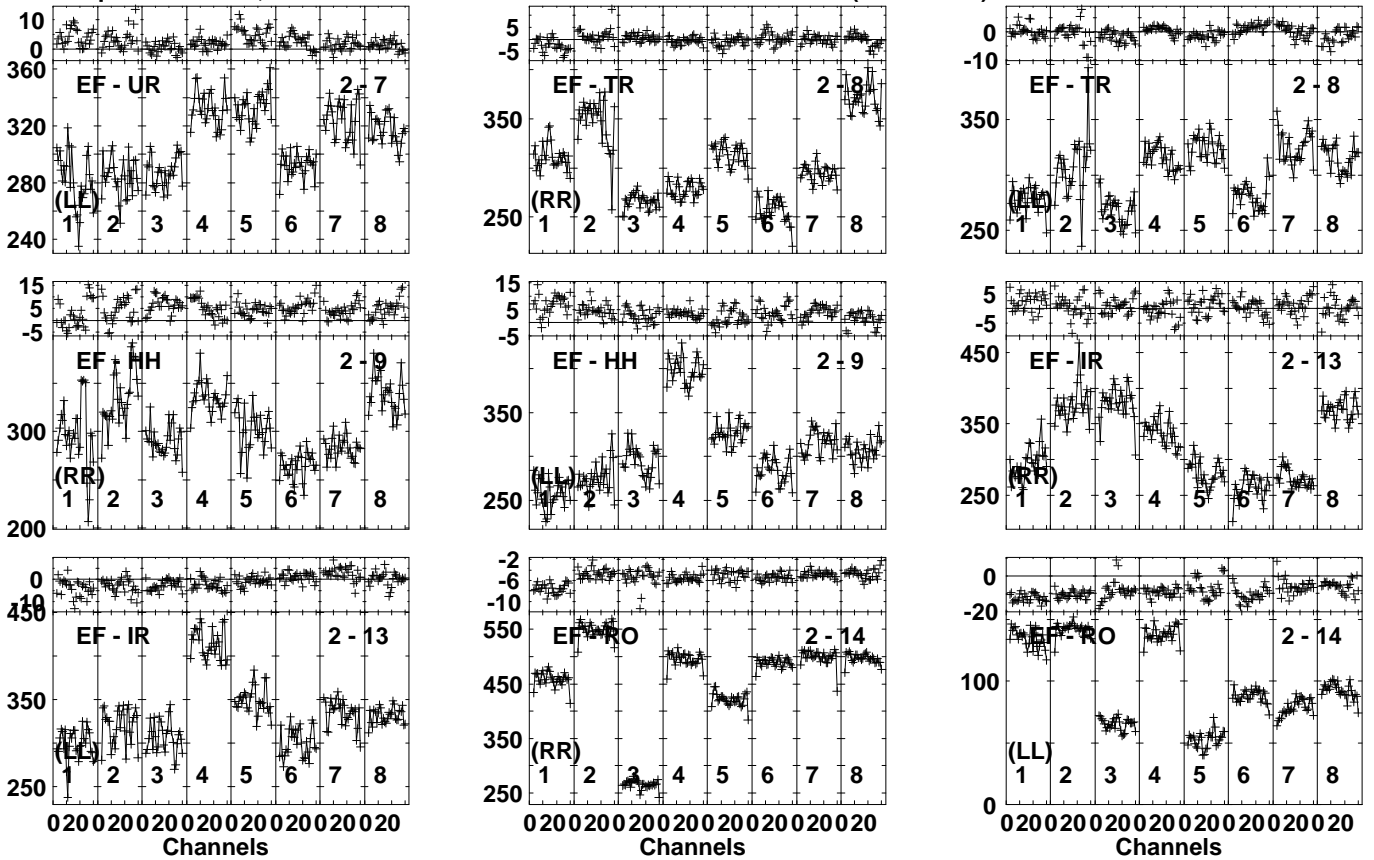 10
0
360
320
280
240
EF - UR 2 - 7
(LL)
1 2 3 4 5 6 7 8
5
-5
350
250
EF - TR 2 - 8
(RR)
1 2 3 4 5 6 7 8
0
-10
350
250
EF - TR 2 - 8
(LL)
1 2 3 4 5 6 7 8
15
5
-5
300
200
EF - HH 2 - 9
(RR)
1 2 3 4 5 6 7 8
15
5
-5
350
250
EF - HH 2 - 9
(LL)
1 2 3 4 5 6 7 8
5
-5
450
350
250
EF - IR 2 - 13
(RR)
1 2 3 4 5 6 7 8
0
-10
450
350
250
EF - IR 2 - 13
(LL)
1 2 3 4 5 6 7 8
0 20 0 20 0 20 0 20 0 20 0 20 0 20 0 20
Channels
-2
-6
-10
550
450
350
250
EF - RO 2 - 14
(RR)
1 2 3 4 5 6 7 8
0 20 0 20 0 20 0 20 0 20 0 20 0 20 0 20
Channels
0
-20
100
0
EF - RO 2 - 14
(LL)
1 2 3 4 5 6 7 8
0 20 0 20 0 20 0 20 0 20 0 20 0 20 0 20
Channels